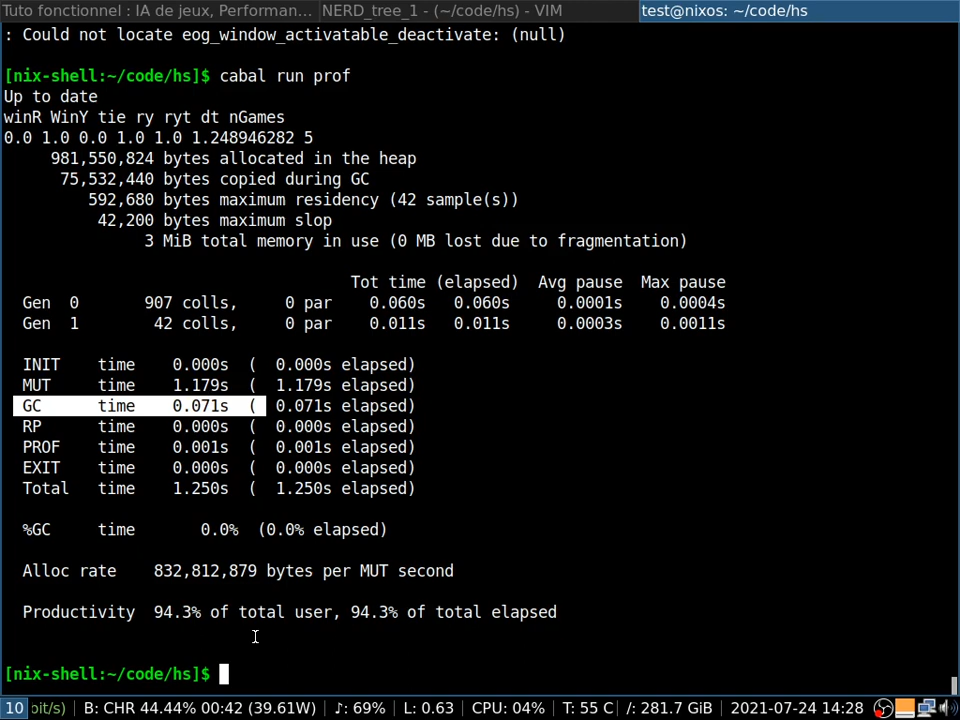 Tuto fonctionnel : IA de jeux, Performan... NERD_tree_1 - (~/code/hs) - VIM test@nixos: ~/code/hs
: Could not locate eog_window_activatable_deactivate: (null)
[nix-shell:~/code/hs]$ cabal run prof
Up to date
winR WinY tie ry ryt dt nGames
0.0 1.0 0.0 1.0 1.0 1.248946282 5
981,550,824 bytes allocated in the heap
75,532,440 bytes copied during GC
592,680 bytes maximum residency (42 sample(s))
42,200 bytes maximum slop
3 MiB total memory in use (0 MB lost due to fragmentation)
Tot time (elapsed) Avg pause Max pause
Gen 0 907 colls, 0 par 0.060s 0.060s 0.0001s 0.0004s
Gen 1 42 colls, 0 par 0.011s 0.011s 0.0003s 0.0011s
INIT time 0.000s ( 0.000s elapsed)
MUT time 1.179s ( 1.179s elapsed)
GC time 0.071s ( 0.071s elapsed)
RP time 0.000s ( 0.000s elapsed)
PROF time 0.001s ( 0.001s elapsed)
EXIT time 0.000s ( 0.000s elapsed)
Total time 1.250s ( 1.250s elapsed)
%GC time 0.0% (0.0% elapsed)
Alloc rate 832,812,879 bytes per MUT second
Productivity 94.3% of total user, 94.3% of total elapsed
[nix-shell:~/code/hs]$
10 bit/s) B: CHR 44.44% 00:42 (39.61W) ♪: 69% L: 0.63 CPU: 04% T: 55 C /: 281.7 GiB 2021-07-24 14:28